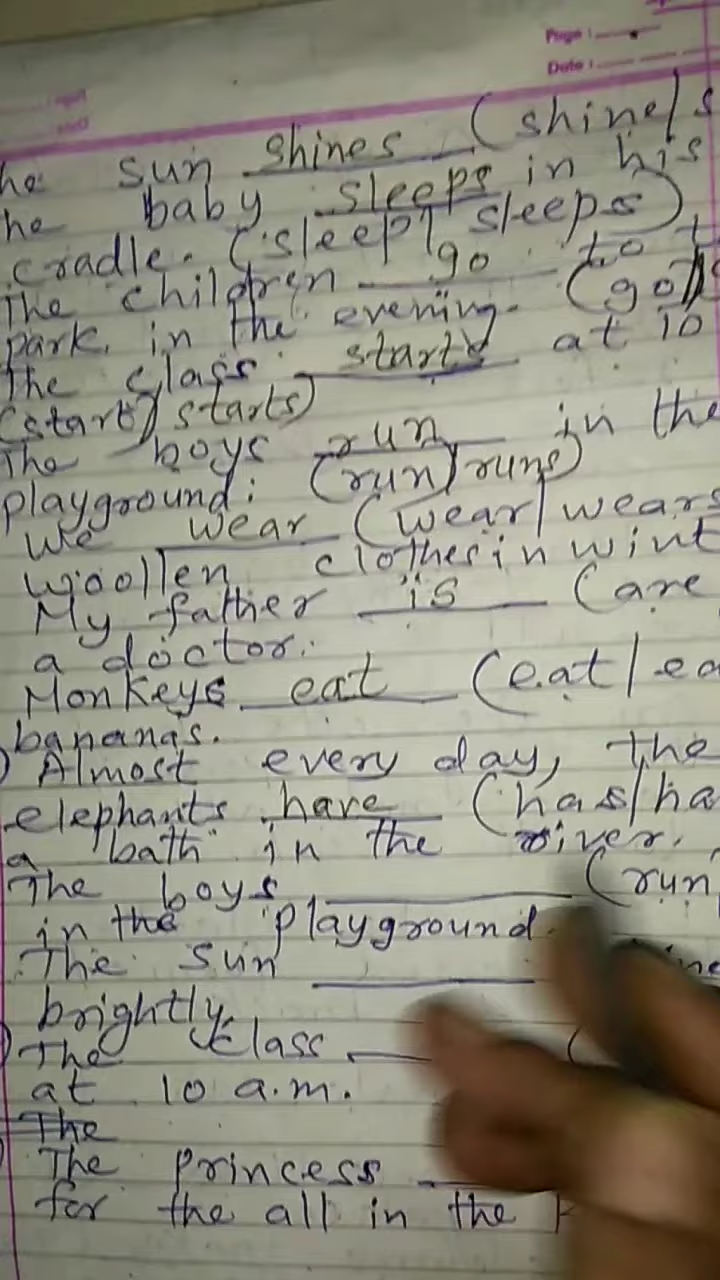 Page :
Date :
he sun shines (shine/s
he baby sleeps in his
cradle. (sleep/ sleeps)
The children go to t
park in the evening. (go/
The class starts at 10
(start/ starts)
The boys run in the
playground. (run/runs)
We wear (wear/wears
woollen clothes in wint
My father is (are
a doctor.
Monkeys eat (eat/ea
bananas.
Almost every day, the
elephants have (has/ha
a bath in the river.
The boys (run
in the playground.
The Sun ine
brightly.
The class (
at 10 a.m.
The
The princess
for the all in the